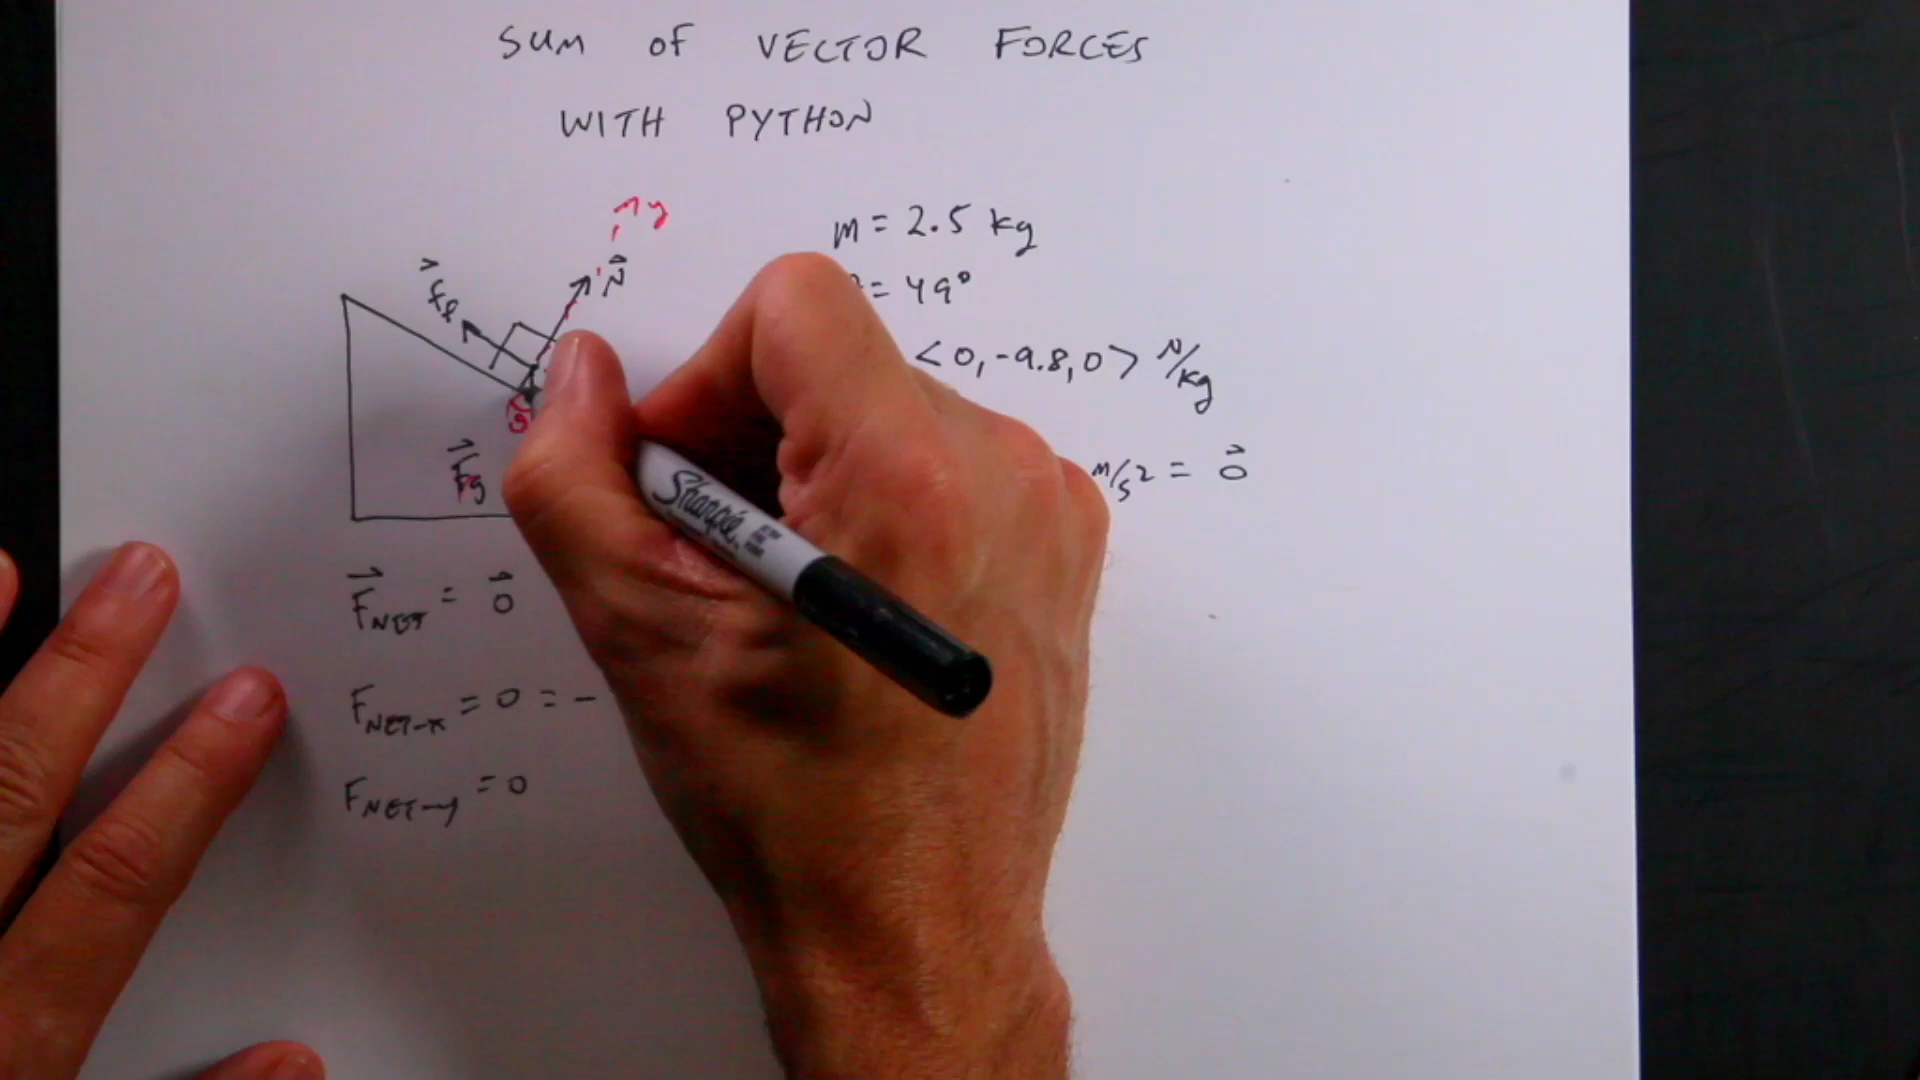 SUM OF VECTOR FORCES
WITH PYTHON
y
N
m = 2.5 kg
Ff
= 49°
<0,-9.8,0> N/kg
θ
Fg
m/s² = 0
Sharpie
FNET = 0
FNET-x = 0 = -
FNET-y = 0